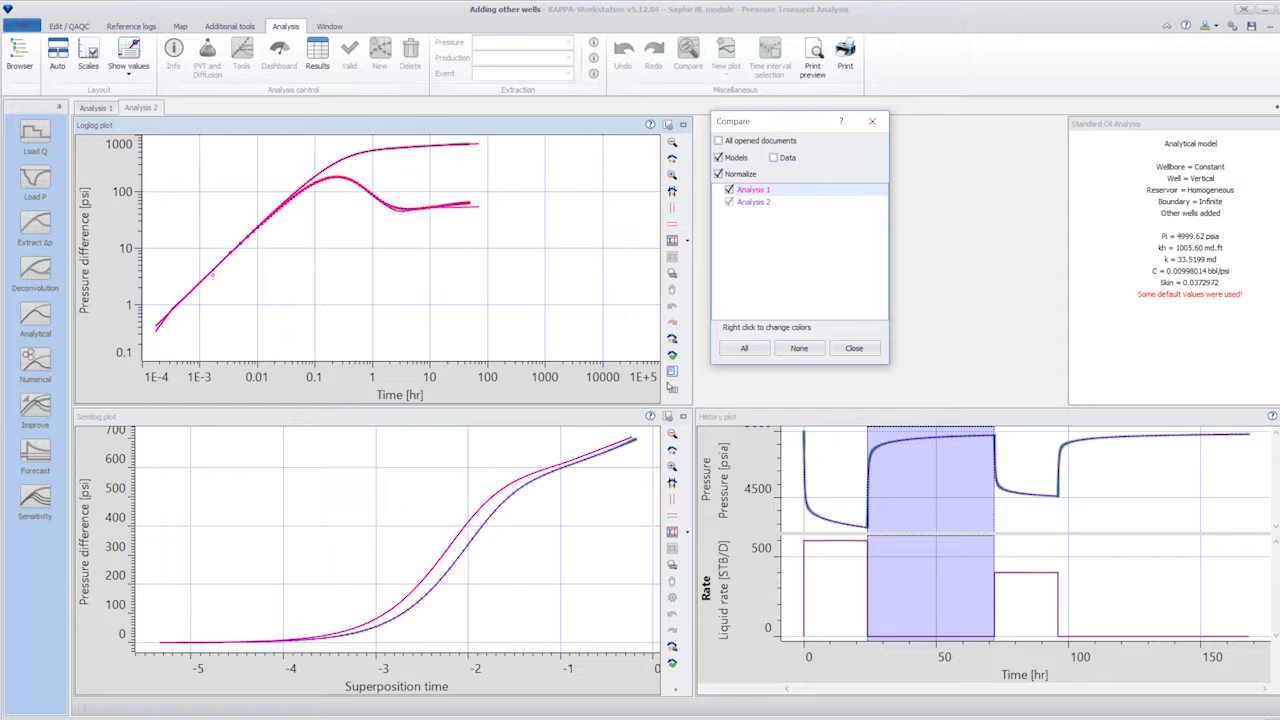 Adding other wells - KAPPA-Workstation v5.12.04 - Saphir NL module - Pressure Transient Analysis
Edit / QAQC
Reference logs
Map
Additional tools
Analysis
Window
Browser
Auto
Scales
Show values
Info
PVT and Diffusion
Tools
Dashboard
Results
Valid
New
Delete
Pressure:
Production:
Event:
Undo
Redo
Compare
New plot
Time interval selection
Print preview
Print
Layout
Analysis control
Extraction
Miscellaneous
Analysis 1
Analysis 2
Load Q
Load P
Extract Δp
Deconvolution
Analytical
Numerical
Improve
Forecast
Sensitivity
Loglog plot
1000
100
10
1
0.1
Pressure difference [psi]
1E-4
1E-3
0.01
0.1
1
10
100
1000
10000
1E+5
Time [hr]
Compare
?
All opened documents
Models
Data
Normalize
Analysis 1
Analysis 2
Right click to change colors
All
None
Close
Standard Oil Analysis
Analytical model
Wellbore = Constant
Well = Vertical
Reservoir = Homogeneous
Boundary = Infinite
Other wells added
Pi = 4999.62 psia
kh = 1005.60 md.ft
k = 33.5199 md
C = 0.00998014 bbl/psi
Skin = 0.0372972
Some default values were used!
Semilog plot
700
600
500
400
300
200
100
0
Pressure difference [psi]
-5
-4
-3
-2
-1
0
Superposition time
History plot
Pressure
Pressure [psia]
4500
Rate
Liquid rate [STB/D]
500
0
0
50
100
150
Time [hr]